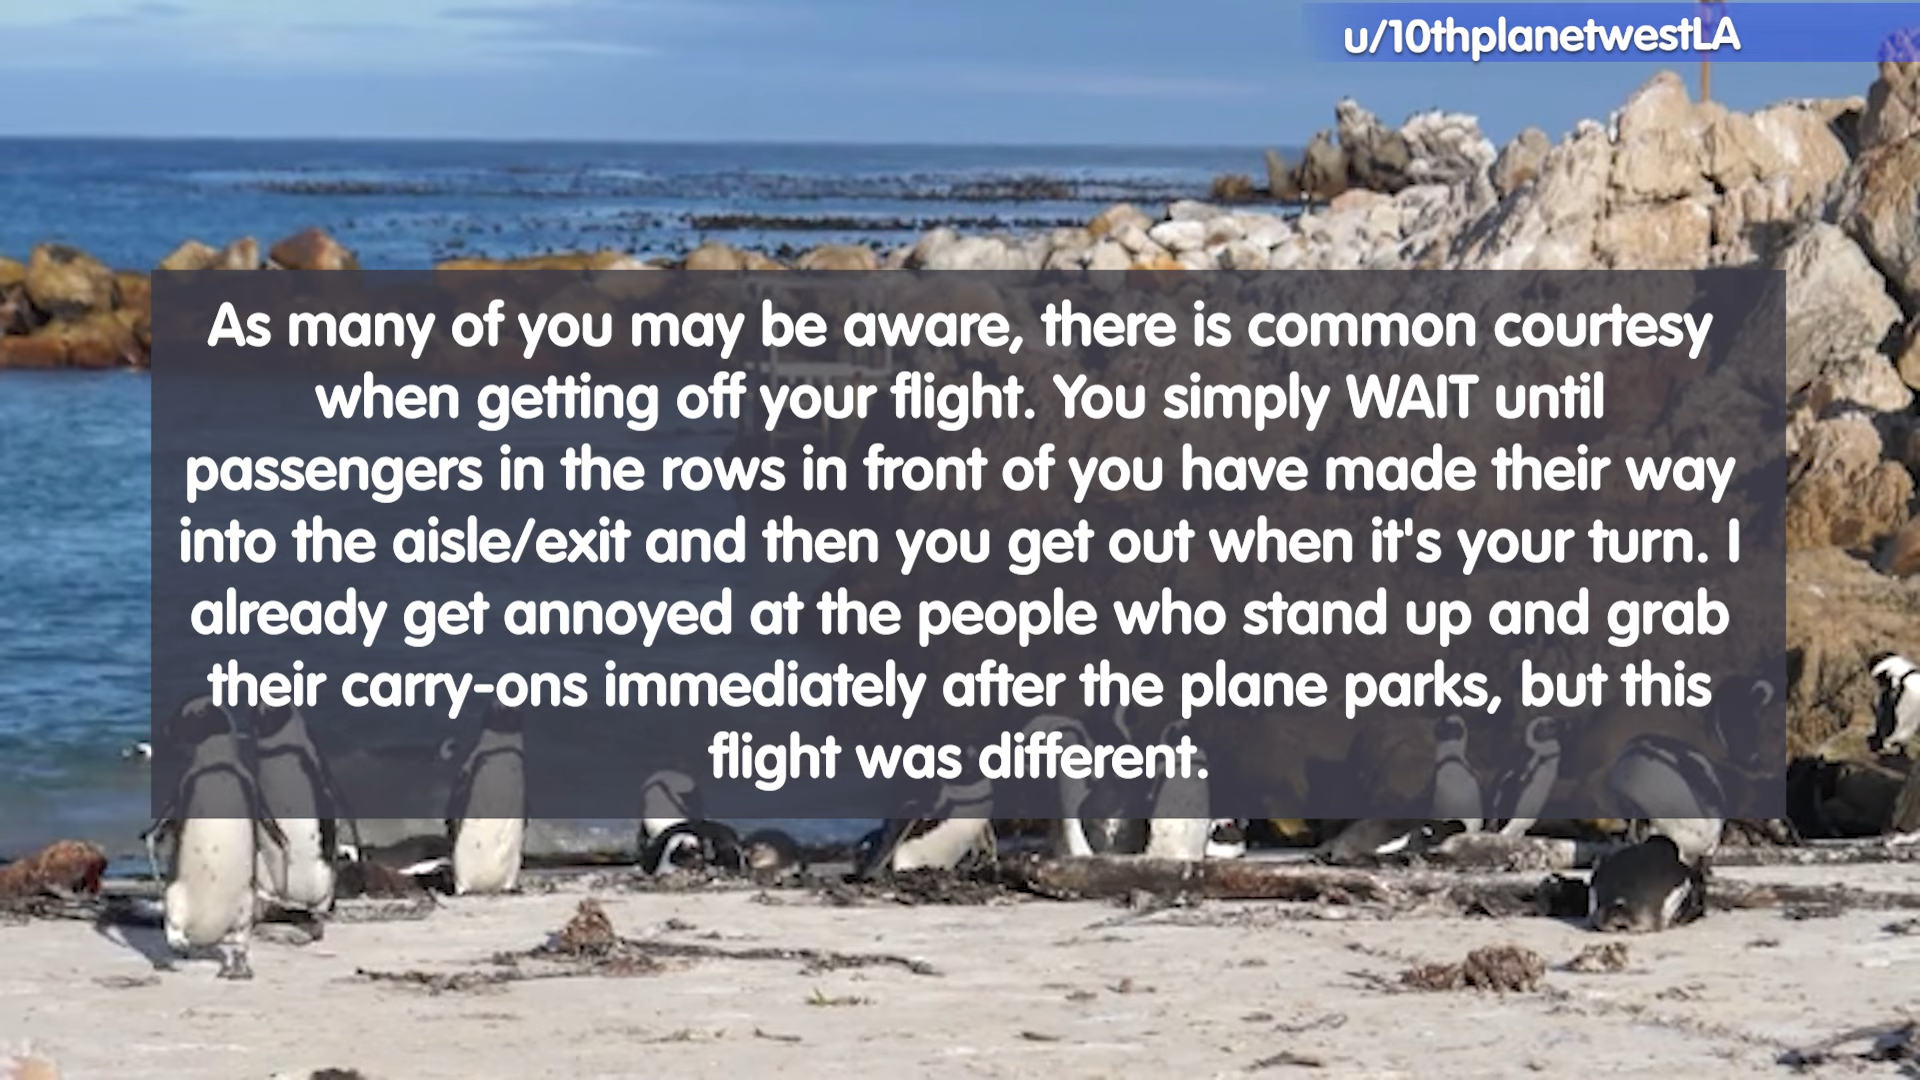 u/10thplanetwestLA
As many of you may be aware, there is common courtesy
when getting off your flight. You simply WAIT until
passengers in the rows in front of you have made their way
into the aisle/exit and then you get out when it's your turn. I
already get annoyed at the people who stand up and grab
their carry-ons immediately after the plane parks, but this
flight was different.